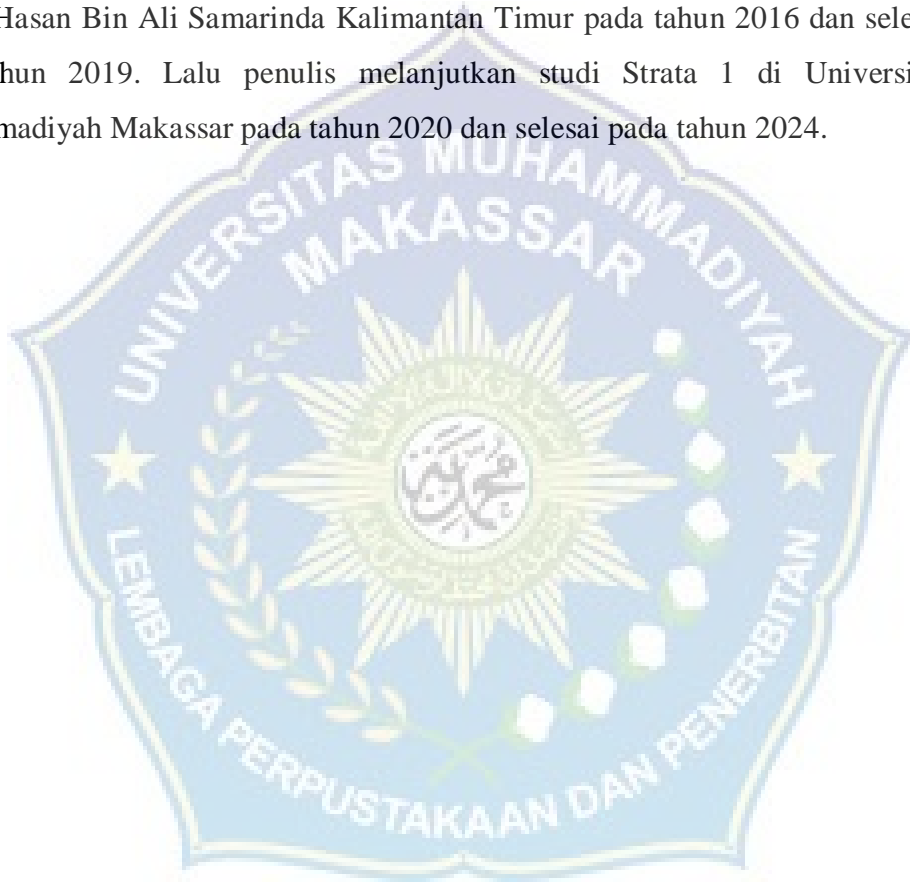 Hasan Bin Ali Samarinda Kalimantan Timur pada tahun 2016 dan sele
hun 2019. Lalu penulis melanjutkan studi Strata 1 di Universi
madiyah Makassar pada tahun 2020 dan selesai pada tahun 2024.
UNIVERSITAS MUHAMMADIYAH
MAKASSAR
محمد
LEMBAGA PERPUSTAKAAN DAN PENERBITAN